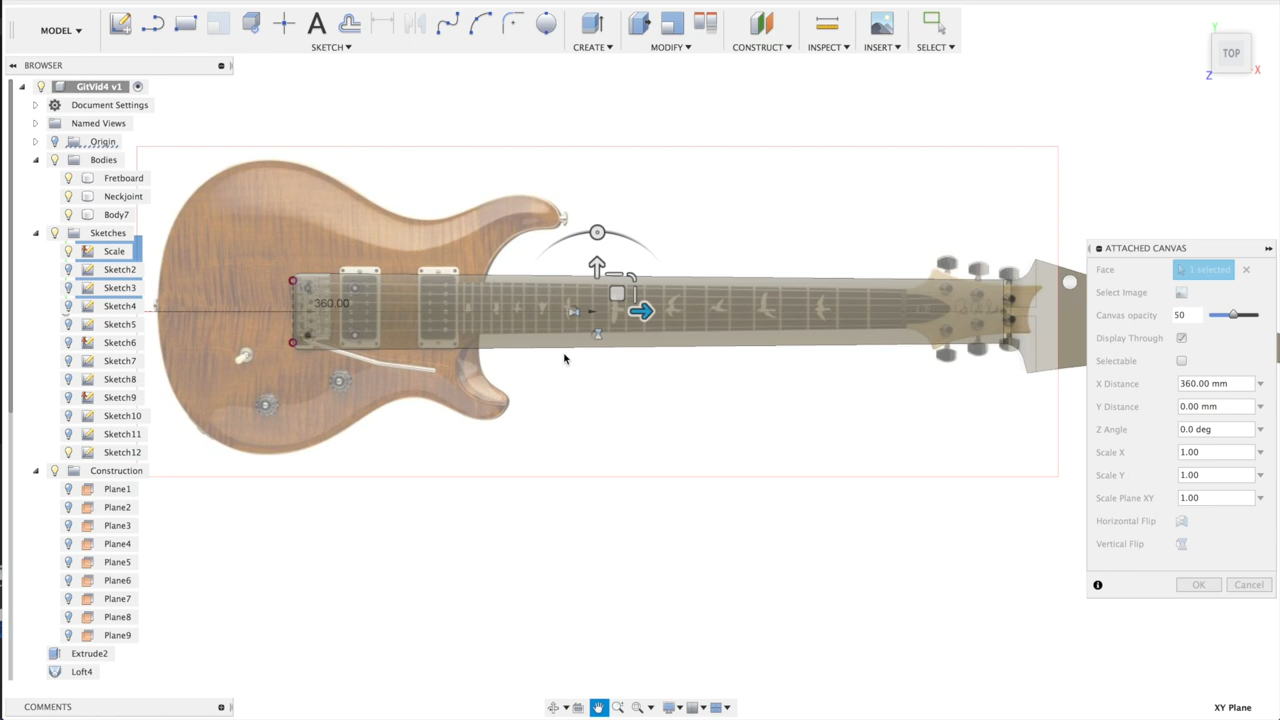 MODEL
SKETCH
CREATE
MODIFY
CONSTRUCT
INSPECT
INSERT
SELECT
TOP
Y
X
Z
BROWSER
GitVid4 v1
Document Settings
Named Views
Origin
Bodies
Fretboard
Neckjoint
Body7
Sketches
Scale
Sketch2
Sketch3
Sketch4
Sketch5
Sketch6
Sketch7
Sketch8
Sketch9
Sketch10
Sketch11
Sketch12
Construction
Plane1
Plane2
Plane3
Plane4
Plane5
Plane6
Plane7
Plane8
Plane9
Extrude2
Loft4
360.00
ATTACHED CANVAS
Face 1 selected
Select Image
Canvas opacity 50
Display Through
Selectable
X Distance 360.00 mm
Y Distance 0.00 mm
Z Angle 0.0 deg
Scale X 1.00
Scale Y 1.00
Scale Plane XY 1.00
Horizontal Flip
Vertical Flip
OK Cancel
COMMENTS
XY Plane